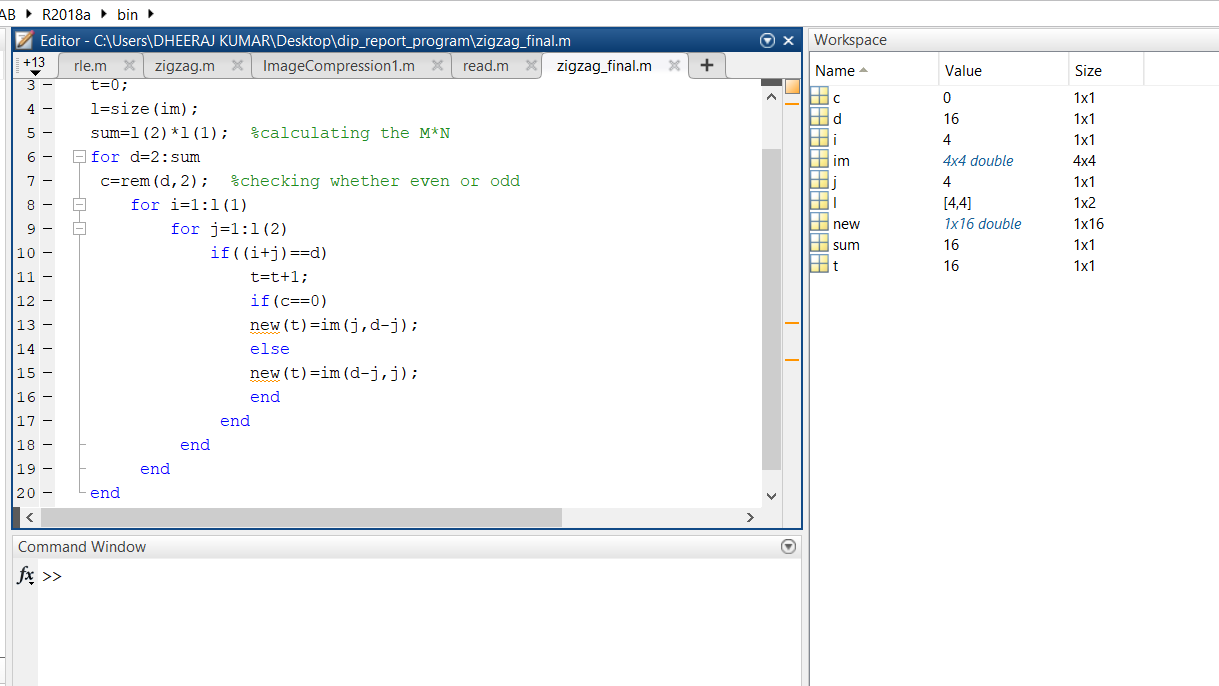 AB R2018a bin
Editor - C:\Users\DHEERAJ KUMAR\Desktop\dip_report_program\zigzag_final.m
+13 rle.m zigzag.m ImageCompression1.m read.m zigzag_final.m +
3 - t=0;
4 - l=size(im);
5 - sum=l(2)*l(1);  %calculating the M*N
6 - for d=2:sum
7 - c=rem(d,2);  %checking whether even or odd
8 - for i=1:l(1)
9 - for j=1:l(2)
10 - if((i+j)==d)
11 - t=t+1;
12 - if(c==0)
13 - new(t)=im(j,d-j);
14 - else
15 - new(t)=im(d-j,j);
16 - end
17 - end
18 - end
19 - end
20 - end
Command Window
fx >>
Workspace
Name Value Size
c 0 1x1
d 16 1x1
i 4 1x1
im 4x4 double 4x4
j 4 1x1
l [4,4] 1x2
new 1x16 double 1x16
sum 16 1x1
t 16 1x1